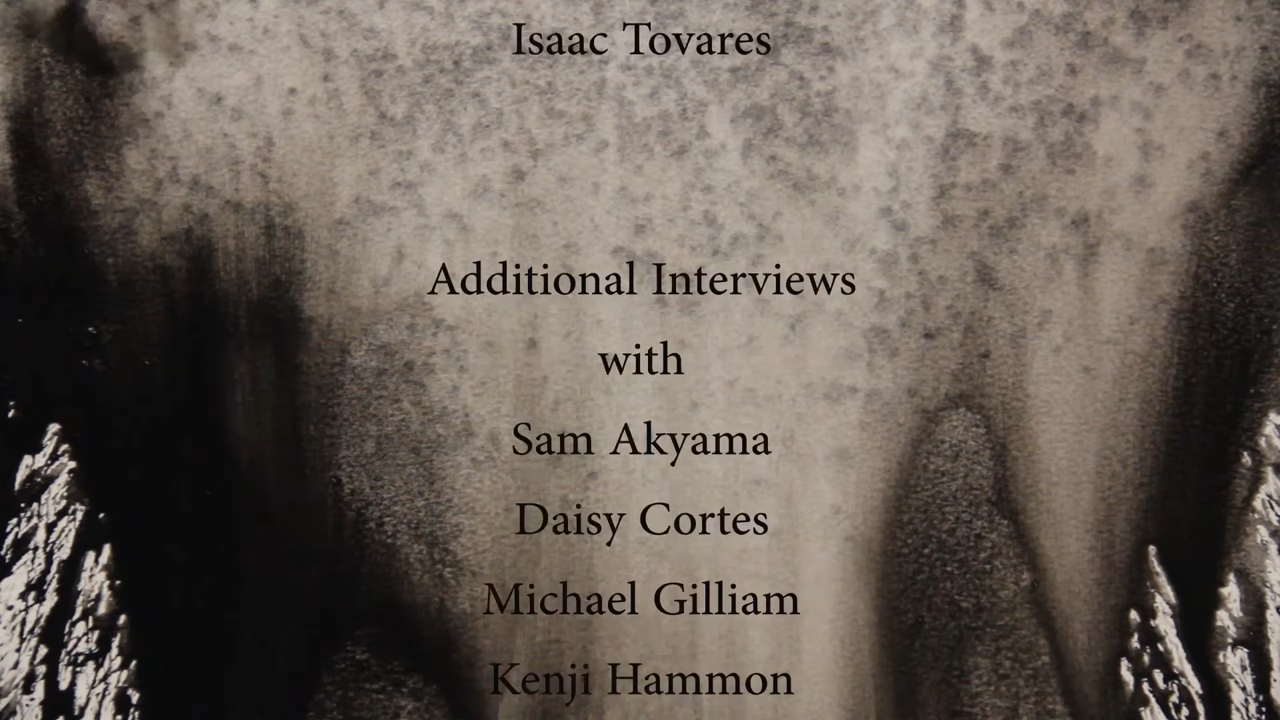 Isaac Tovares
Additional Interviews
with
Sam Akyama
Daisy Cortes
Michael Gilliam
Kenji Hammon